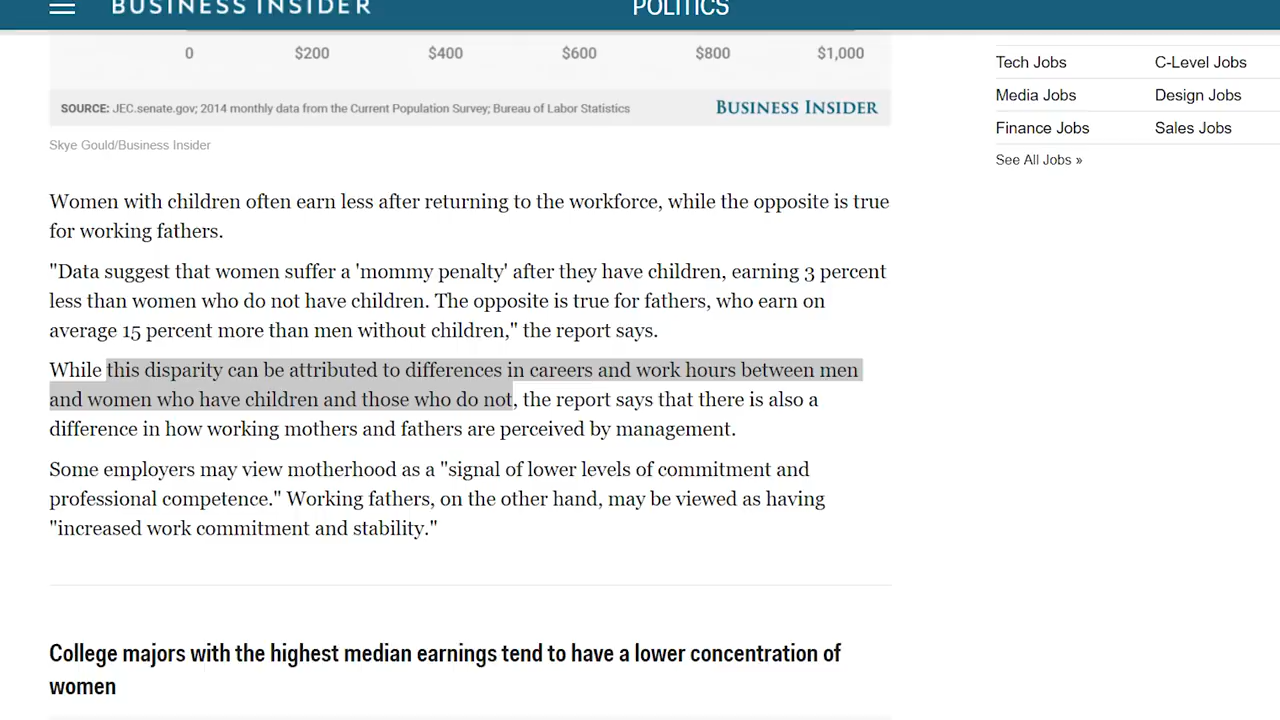 BUSINESS INSIDER
POLITICS
0 $200 $400 $600 $800 $1,000
SOURCE: JEC.senate.gov; 2014 monthly data from the Current Population Survey; Bureau of Labor Statistics
BUSINESS INSIDER
Skye Gould/Business Insider
Women with children often earn less after returning to the workforce, while the opposite is true
for working fathers.
"Data suggest that women suffer a 'mommy penalty' after they have children, earning 3 percent
less than women who do not have children. The opposite is true for fathers, who earn on
average 15 percent more than men without children," the report says.
While this disparity can be attributed to differences in careers and work hours between men
and women who have children and those who do not, the report says that there is also a
difference in how working mothers and fathers are perceived by management.
Some employers may view motherhood as a "signal of lower levels of commitment and
professional competence." Working fathers, on the other hand, may be viewed as having
"increased work commitment and stability."
College majors with the highest median earnings tend to have a lower concentration of
women
Tech Jobs C-Level Jobs
Media Jobs Design Jobs
Finance Jobs Sales Jobs
See All Jobs »